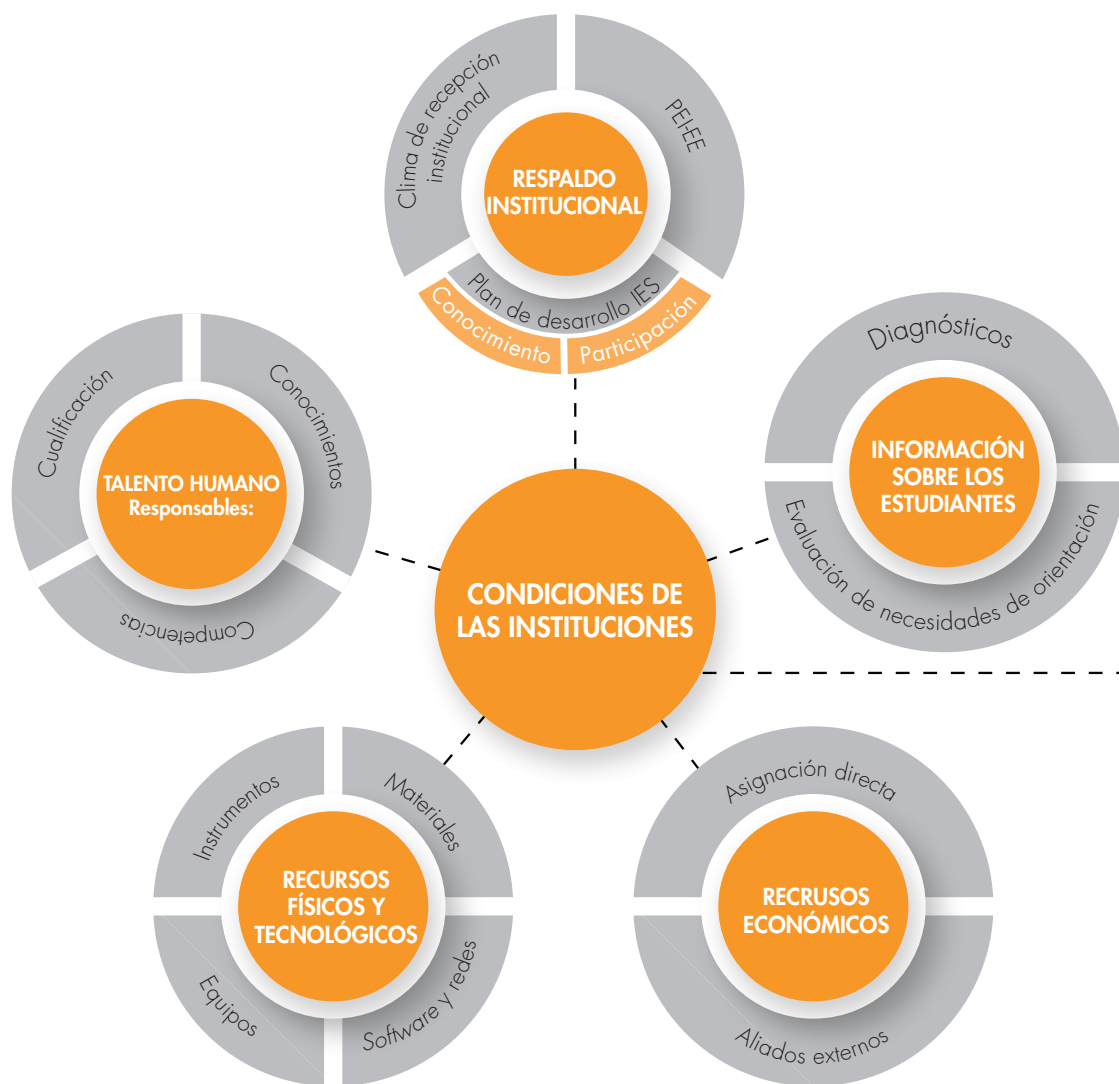 Clima de recepción
institucional
PEI-EE
RESPALDO
INSTITUCIONAL
Plan de desarrollo IES
Conocimiento
Participación
Cualificación
Conocimientos
TALENTO HUMANO
Responsables:
Competencias
Diagnósticos
INFORMACIÓN
SOBRE LOS
ESTUDIANTES
Evaluación de necesidades de orientación
CONDICIONES DE
LAS INSTITUCIONES
Instrumentos
Materiales
RECURSOS
FÍSICOS Y
TECNOLÓGICOS
Equipos
Software y redes
Asignación directa
RECRUSOS
ECONÓMICOS
Aliados externos